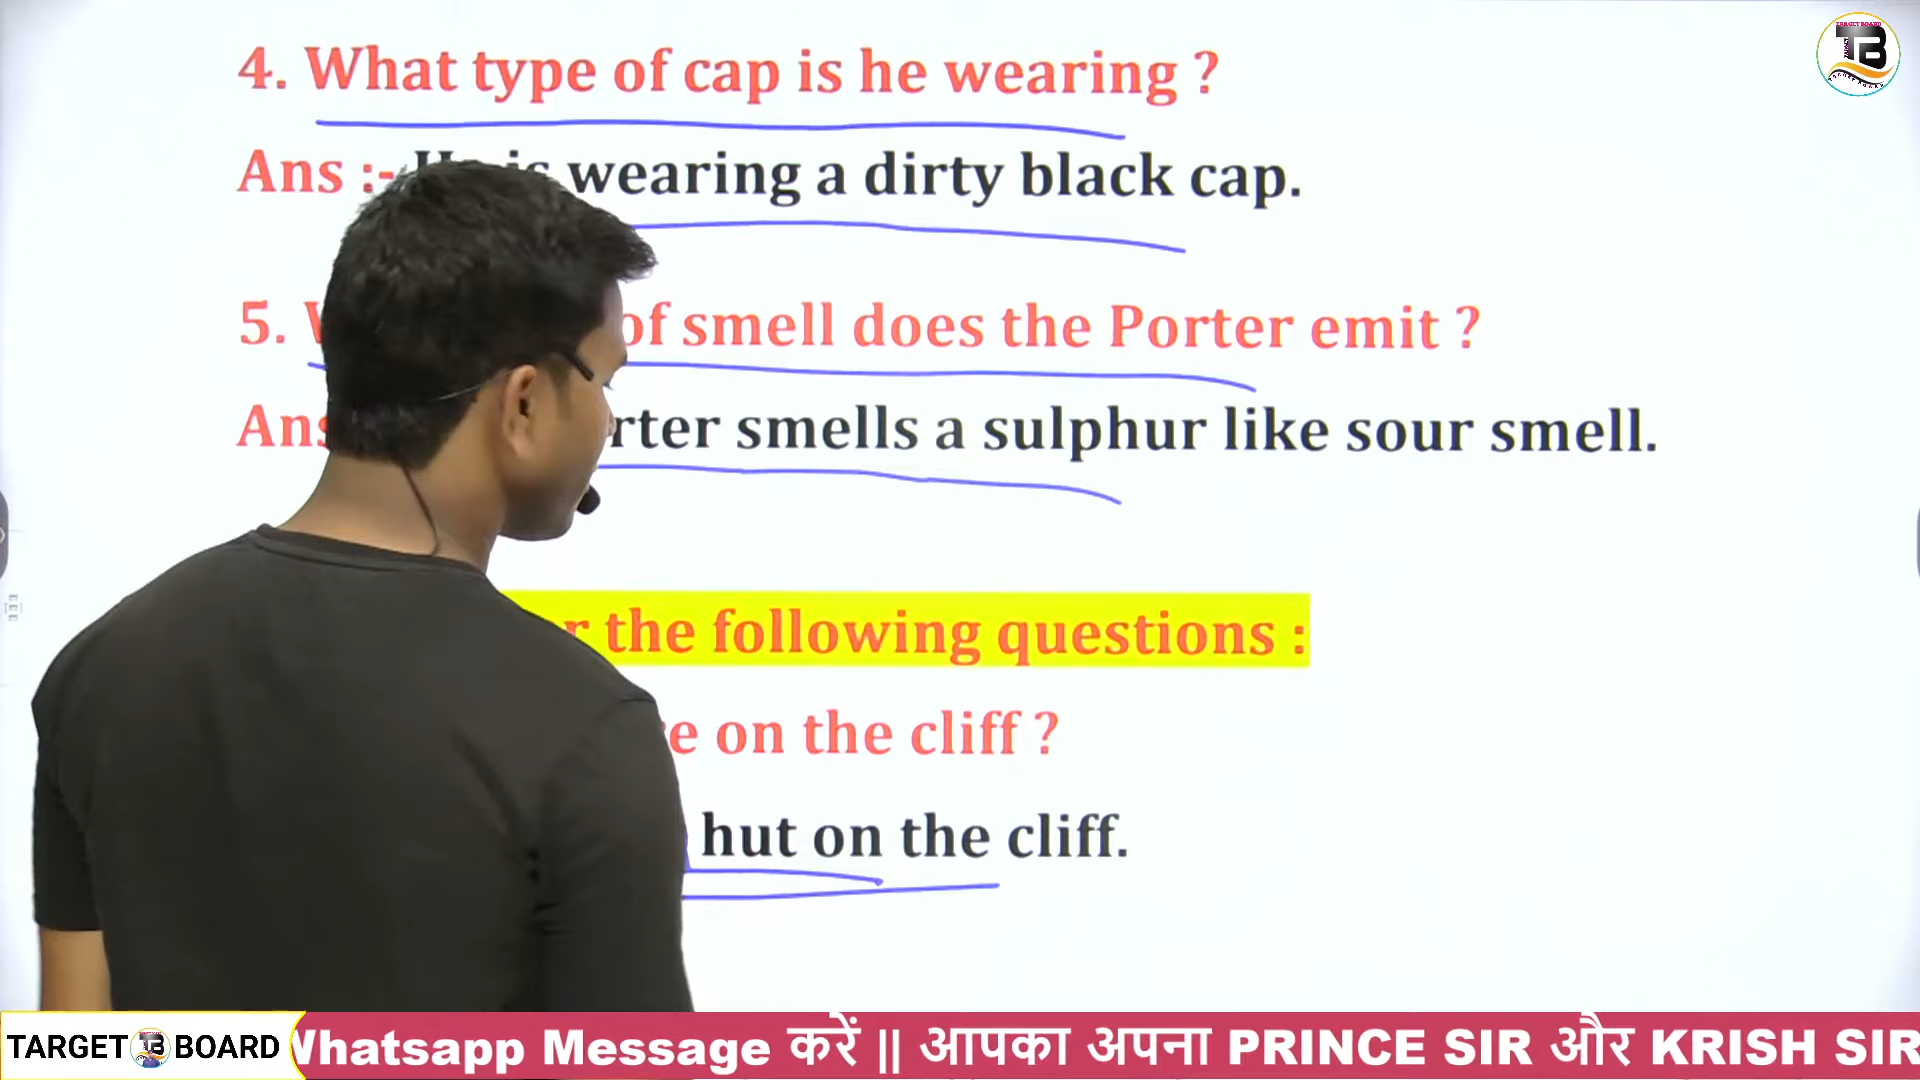 4. What type of cap is he wearing ?
Ans :- is wearing a dirty black cap.
5. of smell does the Porter emit ?
smells a sulphur like sour smell.
the following questions :
on the cliff ?
hut on the cliff.
TARGET TB BOARD
Whatsapp Message करें || आपका अपना PRINCE SIR और KRISH SIR